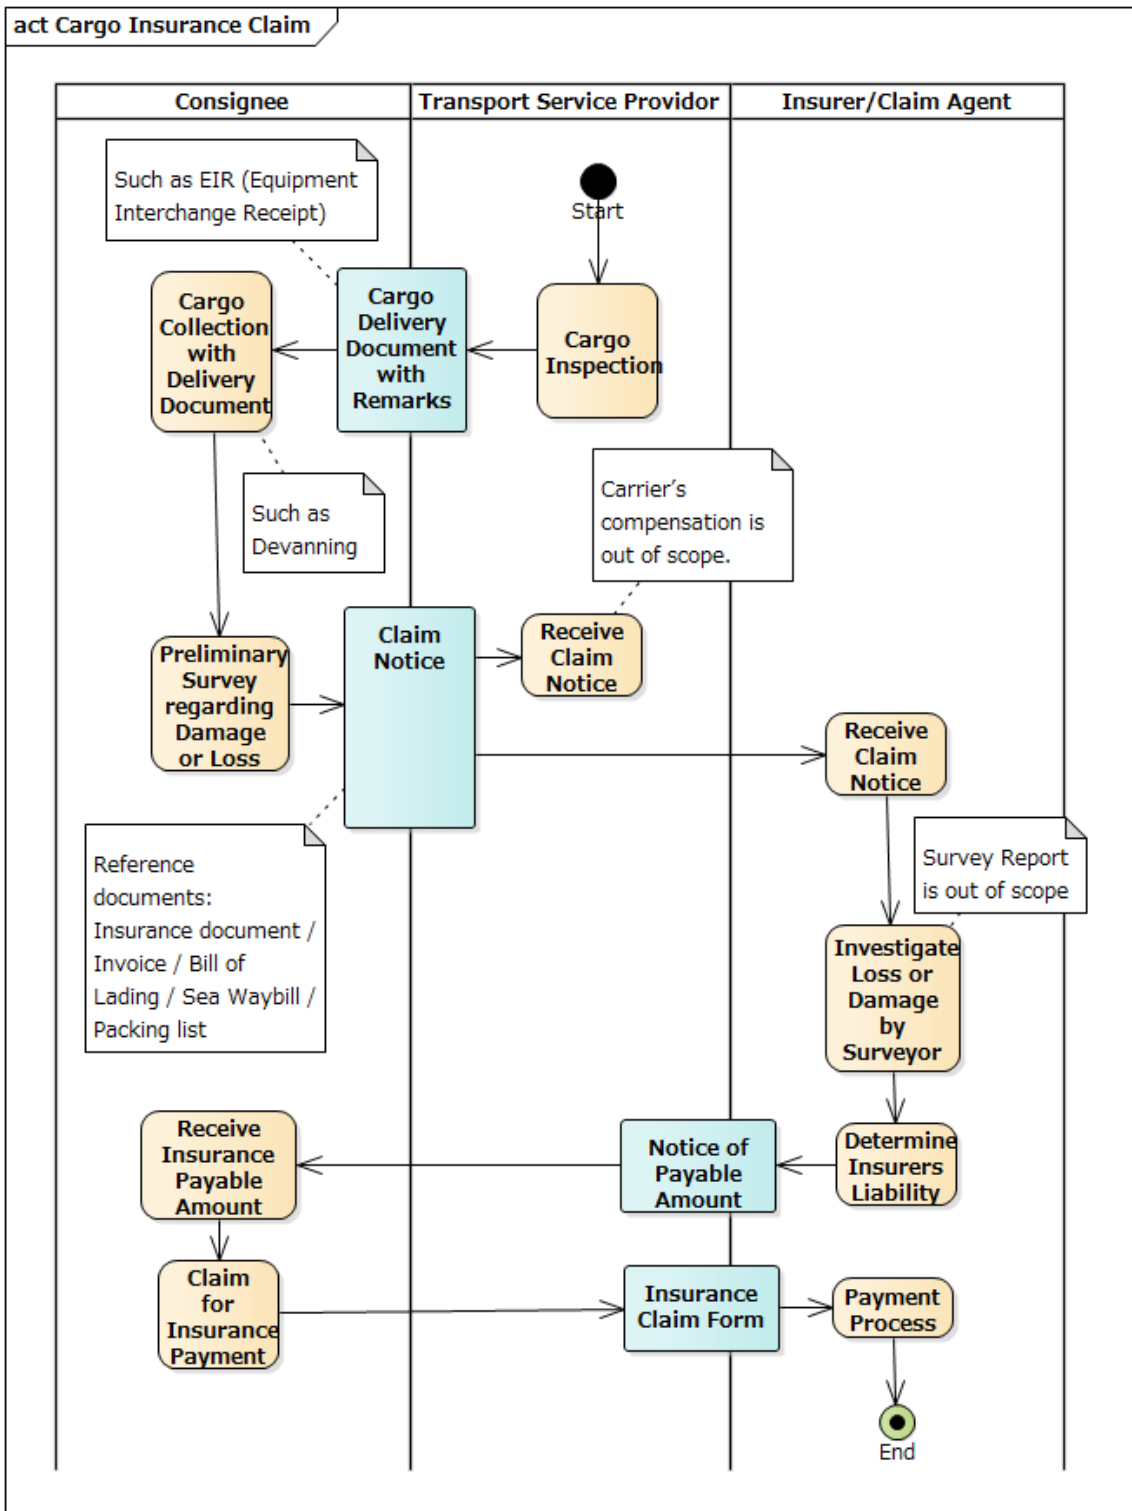 act Cargo Insurance Claim
Consignee
Transport Service Providor
Insurer/Claim Agent
Such as EIR (Equipment
Interchange Receipt)
Start
Cargo
Collection
with
Delivery
Document
Cargo
Delivery
Document
with
Remarks
Cargo
Inspection
Such as
Devanning
Carrier’s
compensation is
out of scope.
Preliminary
Survey
regarding
Damage
or Loss
Claim
Notice
Receive
Claim
Notice
Receive
Claim
Notice
Reference
documents:
Insurance document /
Invoice / Bill of
Lading / Sea Waybill /
Packing list
Survey Report
is out of scope
Investigate
Loss or
Damage
by
Surveyor
Receive
Insurance
Payable
Amount
Notice of
Payable
Amount
Determine
Insurers
Liability
Claim
for
Insurance
Payment
Insurance
Claim Form
Payment
Process
End